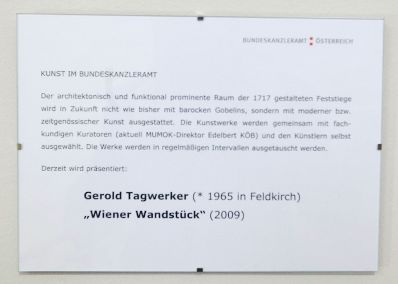 BUNDESKANZLERAMT ÖSTERREICH
KUNST IM BUNDESKANZLERAMT
Der architektonisch und funktional prominente Raum der 1717 gestalteten Feststiege
wird in Zukunft nicht wie bisher mit barocken Gobelins, sondern mit moderner bzw.
zeitgenössischer Kunst ausgestattet. Die Kunstwerke werden gemeinsam mit fach-
kundigen Kuratoren (aktuell MUMOK-Direktor Edelbert KÖB) und den Künstlern selbst
ausgewählt. Die Werke werden in regelmäßigen Intervallen ausgetauscht werden.
Derzeit wird präsentiert:
Gerold Tagwerker (* 1965 in Feldkirch)
„Wiener Wandstück“ (2009)